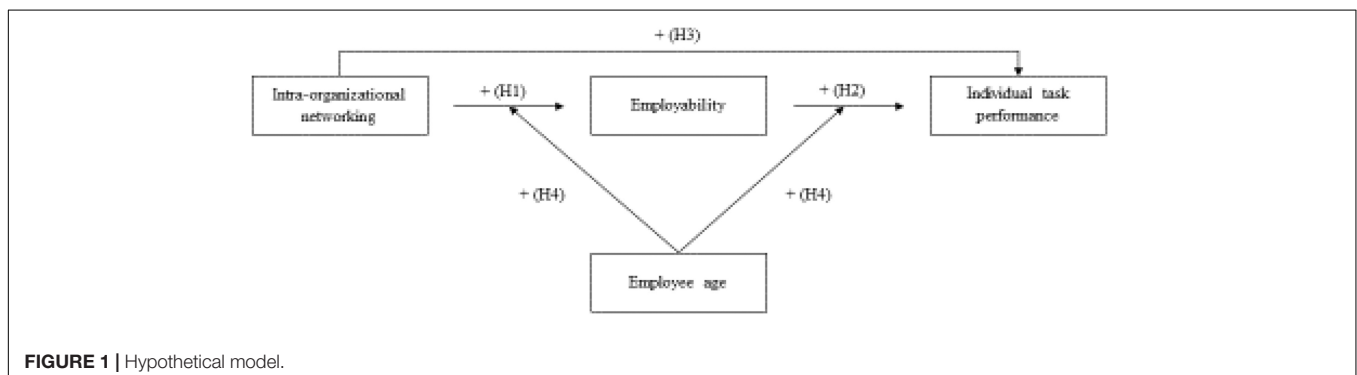 + (H3)
Intra-organizational
networking
+ (H1)
Employability
+ (H2)
Individual task
performance
+ (H4)
+ (H4)
Employee age
FIGURE 1 | Hypothetical model.